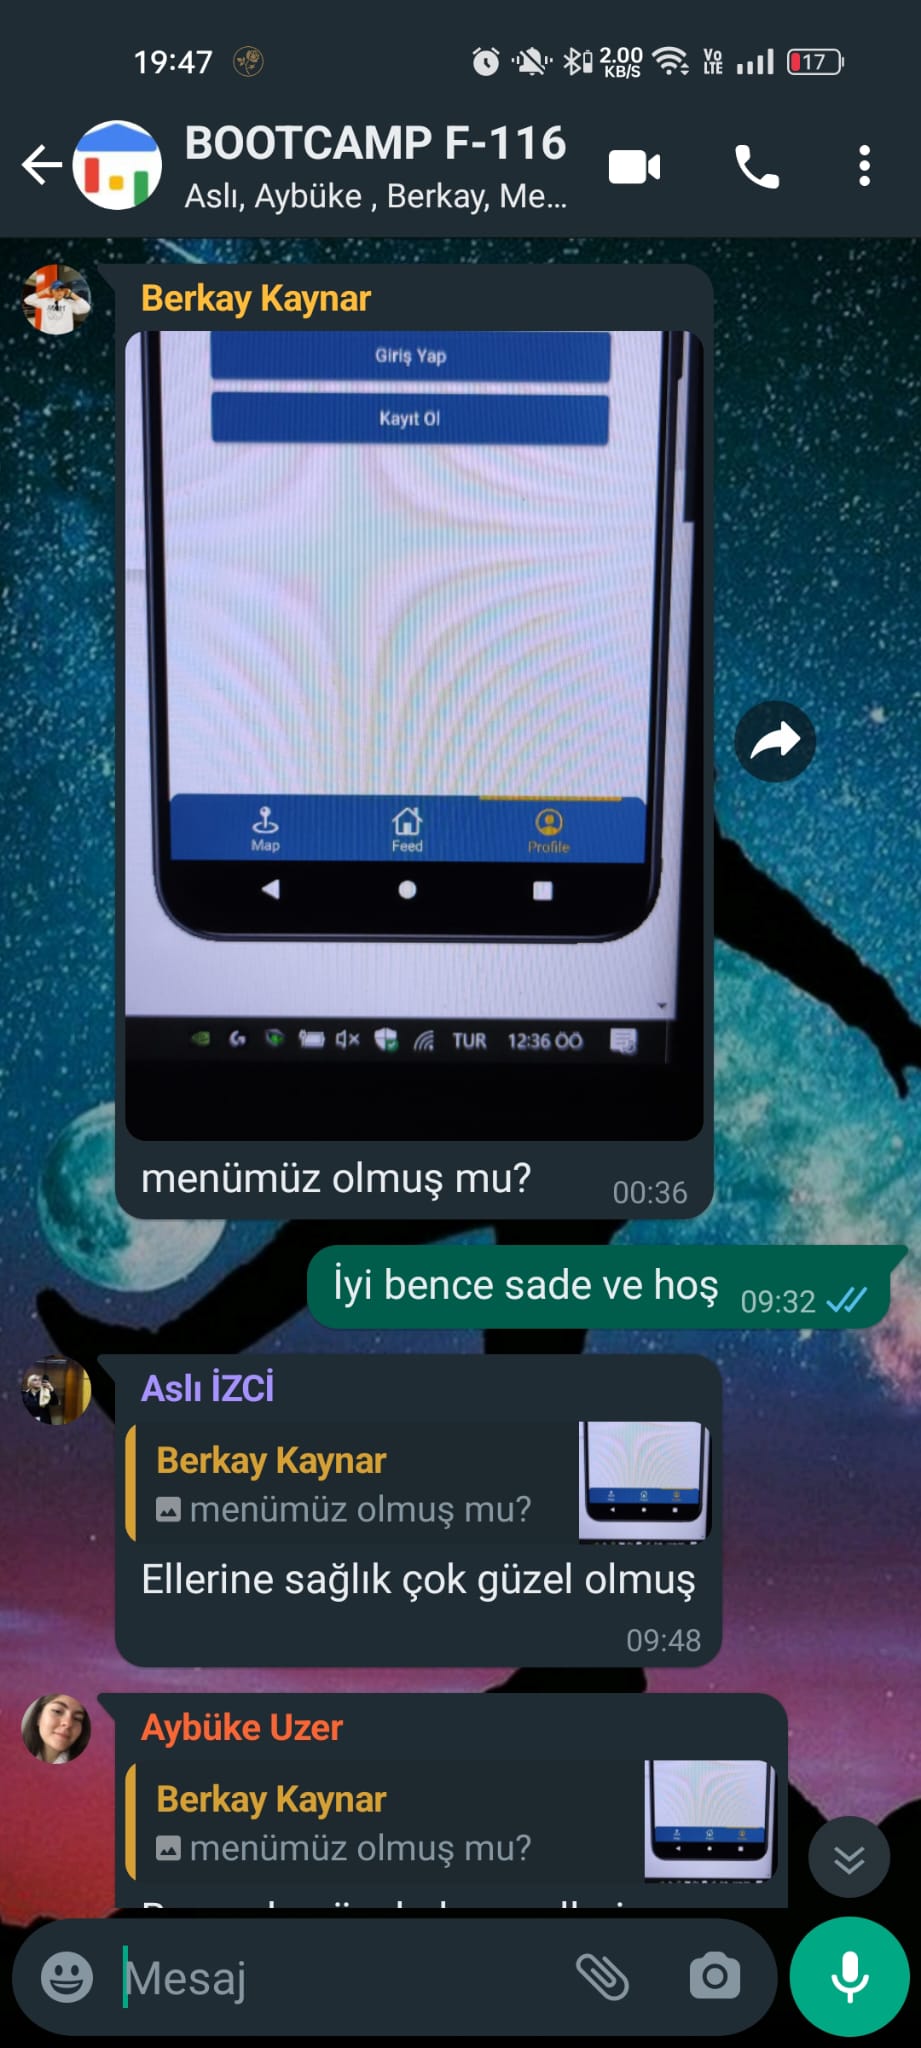 19:47
2.00
KB/S
Vo
LTE
17
BOOTCAMP F-116
Aslı, Aybüke , Berkay, Me...
Berkay Kaynar
Giriş Yap
Kayıt Ol
Map
Feed
Profile
TUR
12:36 ÖÖ
menümüz olmuş mu?
00:36
İyi bence sade ve hoş
09:32
Aslı İZCİ
Berkay Kaynar
menümüz olmuş mu?
Ellerine sağlık çok güzel olmuş
09:48
Aybüke Uzer
Berkay Kaynar
menümüz olmuş mu?
Mesaj